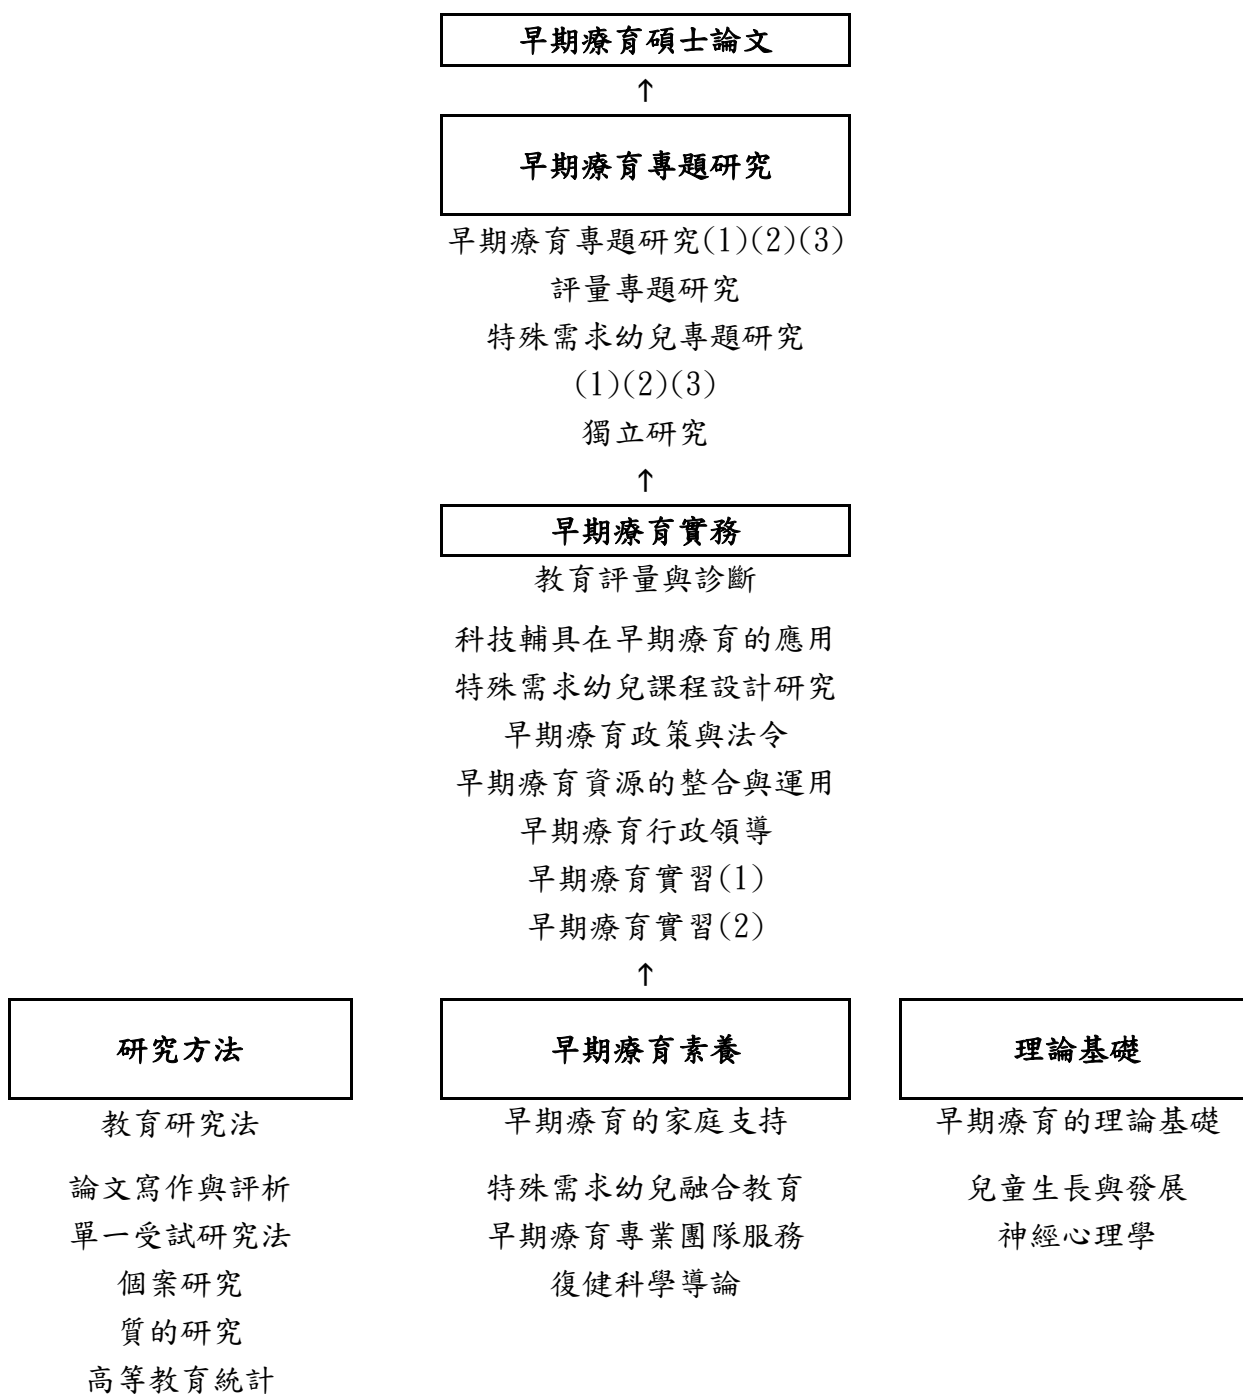 早期療育碩士論文
↑
早期療育專題研究
早期療育專題研究(1)(2)(3)
評量專題研究
特殊需求幼兒專題研究
(1)(2)(3)
獨立研究
↑
早期療育實務
教育評量與診斷
科技輔具在早期療育的應用
特殊需求幼兒課程設計研究
早期療育政策與法令
早期療育資源的整合與運用
早期療育行政領導
早期療育實習(1)
早期療育實習(2)
↑
研究方法
教育研究法
論文寫作與評析
單一受試研究法
個案研究
質的研究
高等教育統計
早期療育素養
早期療育的家庭支持
特殊需求幼兒融合教育
早期療育專業團隊服務
復健科學導論
理論基礎
早期療育的理論基礎
兒童生長與發展
神經心理學